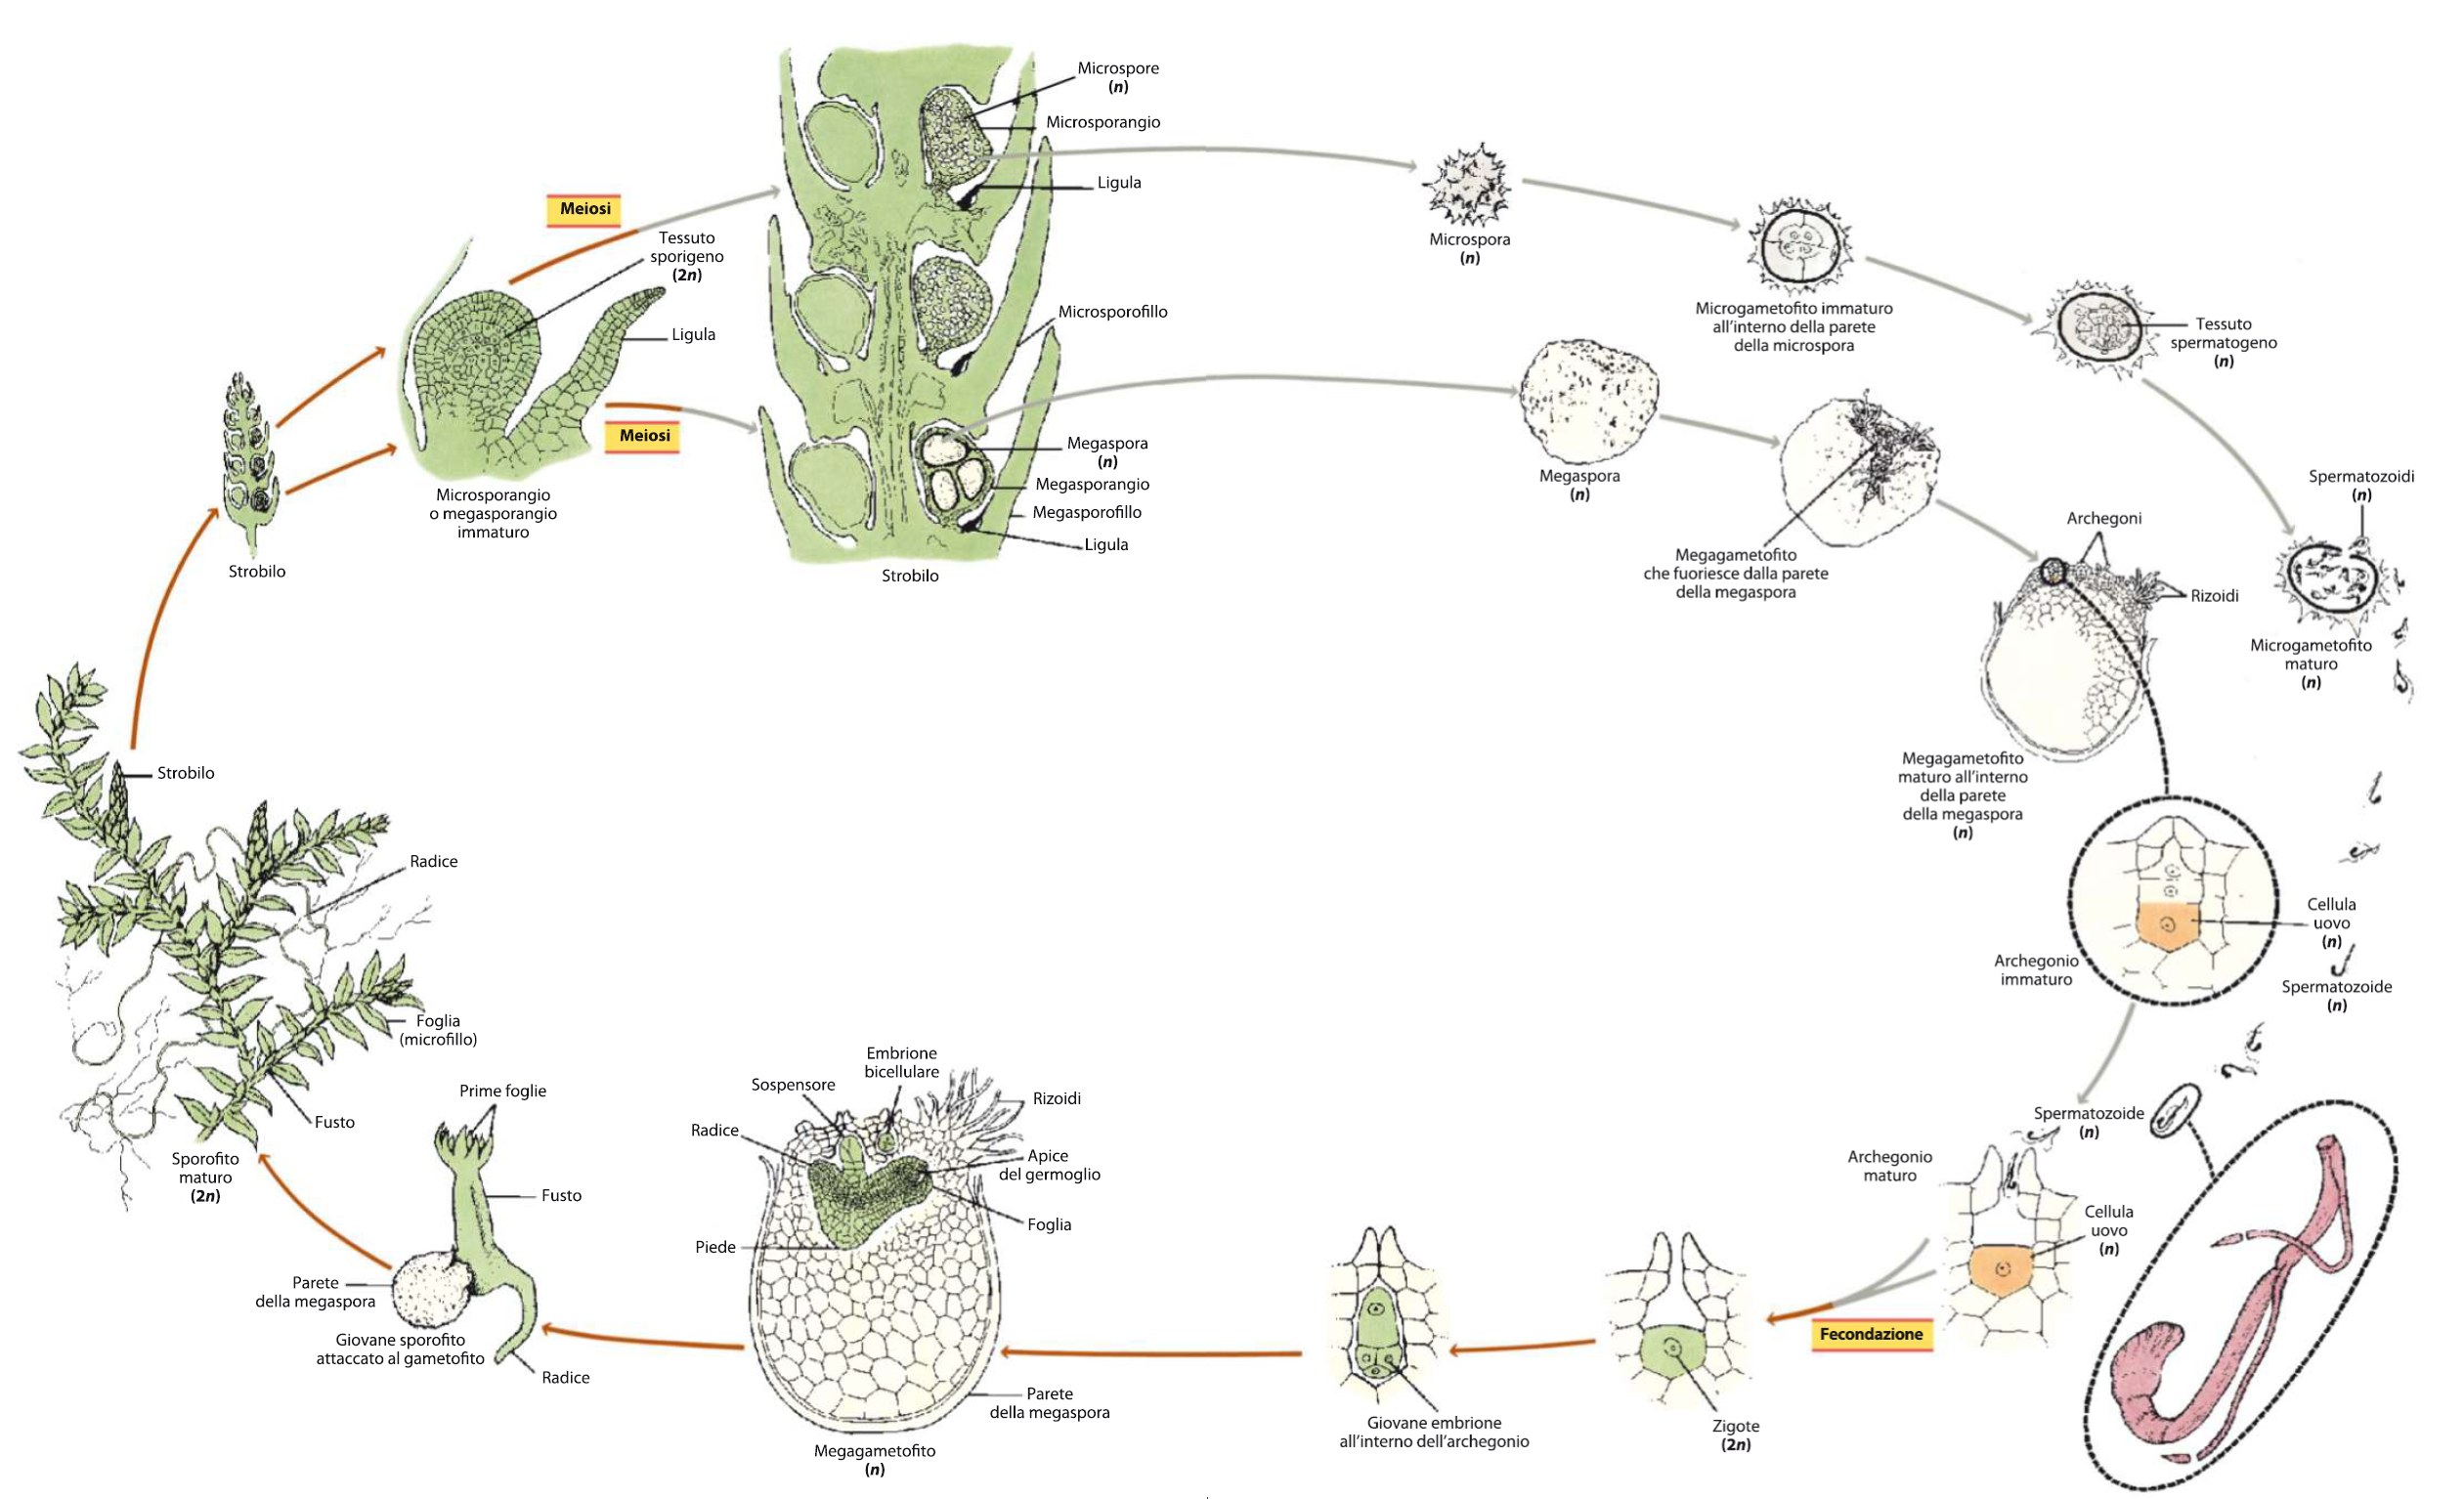 Microspore
(n)
Microsporangio
Ligula
Meiosi
Tessuto
sporigeno
(2n)
Ligula
Microsporofillo
Meiosi
Megaspora
(n)
Megasporangio
Megasporofillo
Ligula
Strobilo
Microsporangio
o megasporangio
immaturo
Strobilo
Microspora
(n)
Microgametofito immaturo
all'interno della parete
della microspora
Tessuto
spermatogeno
(n)
Megaspora
(n)
Megagametofito
che fuoriesce dalla parete
della megaspora
Archegoni
Rizoidi
Spermatozoidi
(n)
Microgametofito
maturo
(n)
Megagametofito
maturo all'interno
della parete
della megaspora
(n)
Cellula
uovo
(n)
Archegonio
immaturo
Spermatozoide
(n)
Spermatozoide
(n)
Archegonio
maturo
Cellula
uovo
(n)
Fecondazione
Zigote
(2n)
Giovane embrione
all'interno dell'archegonio
Embrione
bicellulare
Sospensore
Rizoidi
Radice
Apice
del germoglio
Foglia
Piede
Parete
della megaspora
Megagametofito
(n)
Prime foglie
Fusto
Parete
della megaspora
Giovane sporofito
attaccato al gametofito
Radice
Strobilo
Radice
Foglia
(microfillo)
Fusto
Sporofito
maturo
(2n)